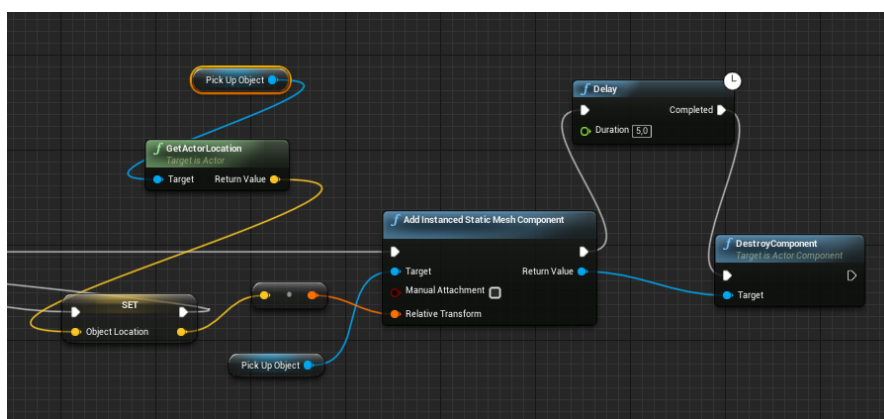 Pick Up Object
f Delay
Completed
Duration 5,0
f GetActorLocation
Target is Actor
Target Return Value
f Add Instanced Static Mesh Component
Target Return Value
Manual Attachment
Relative Transform
f DestroyComponent
Target is Actor Component
Target
SET
Object Location
Pick Up Object